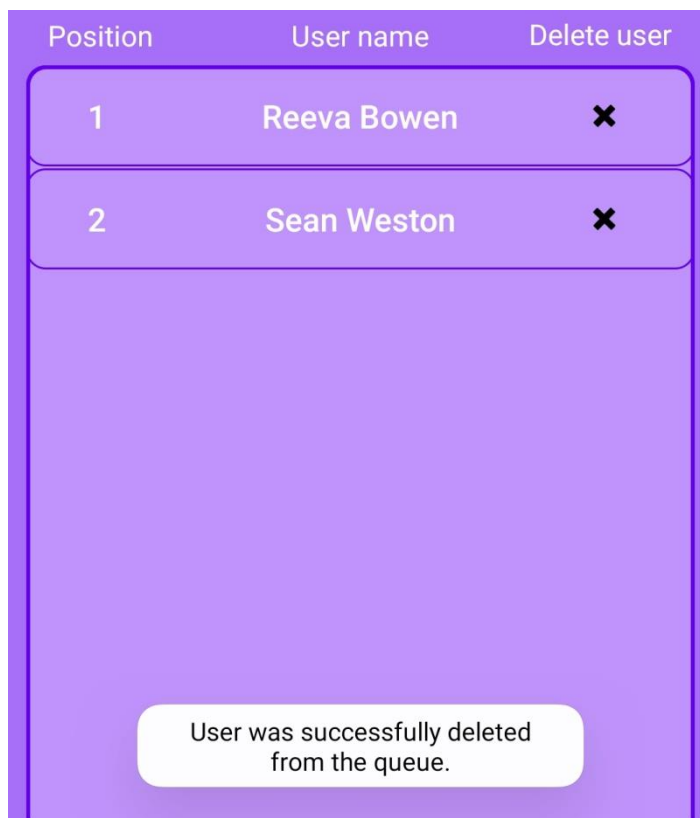 Position User name Delete user
1 Reeva Bowen ✖
2 Sean Weston ✖
User was successfully deleted
from the queue.